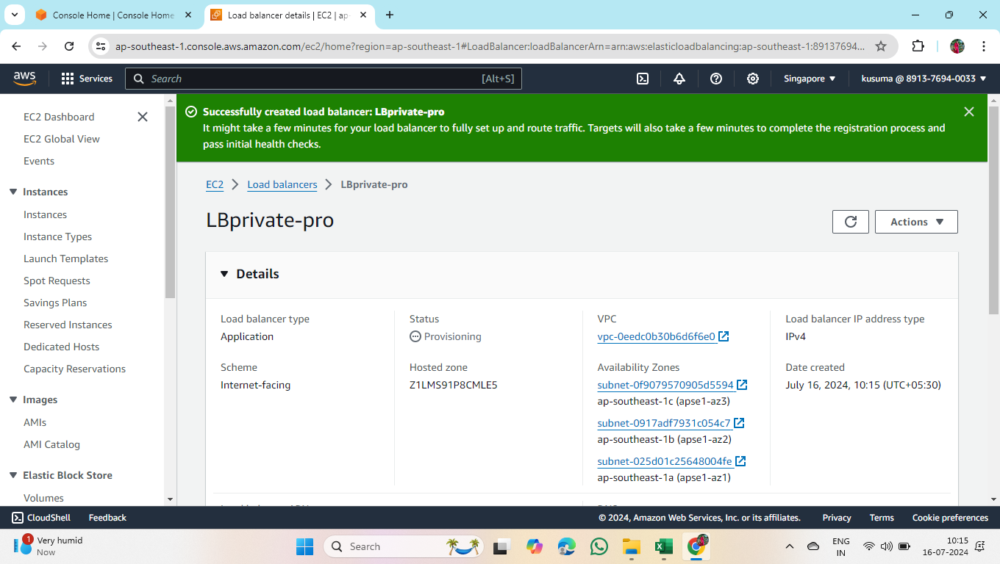 Console Home | Console Home
Load balancer details | EC2 | ap-
ap-southeast-1.console.aws.amazon.com/ec2/home?region=ap-southeast-1#LoadBalancer:loadBalancerArn=arn:aws:elasticloadbalancing:ap-southeast-1:89137694...
aws
Services
Search
[Alt+S]
Singapore
kusuma @ 8913-7694-0033
EC2 Dashboard
EC2 Global View
Events
Instances
Instances
Instance Types
Launch Templates
Spot Requests
Savings Plans
Reserved Instances
Dedicated Hosts
Capacity Reservations
Images
AMIs
AMI Catalog
Elastic Block Store
Volumes
Successfully created load balancer: LBprivate-pro
It might take a few minutes for your load balancer to fully set up and route traffic. Targets will also take a few minutes to complete the registration process and
pass initial health checks.
EC2
Load balancers
LBprivate-pro
LBprivate-pro
Actions
Details
Load balancer type
Application
Status
Provisioning
VPC
vpc-0eedc0b30b6d6f6e0
Load balancer IP address type
IPv4
Scheme
Internet-facing
Hosted zone
Z1LMS91P8CMLE5
Availability Zones
subnet-0f9079570905d5594
ap-southeast-1c (apse1-az3)
subnet-0917adf7931c054c7
ap-southeast-1b (apse1-az2)
subnet-025d01c25648004fe
ap-southeast-1a (apse1-az1)
Date created
July 16, 2024, 10:15 (UTC+05:30)
CloudShell
Feedback
© 2024, Amazon Web Services, Inc. or its affiliates.
Privacy
Terms
Cookie preferences
1
Very humid
Now
Search
ENG
IN
10:15
16-07-2024